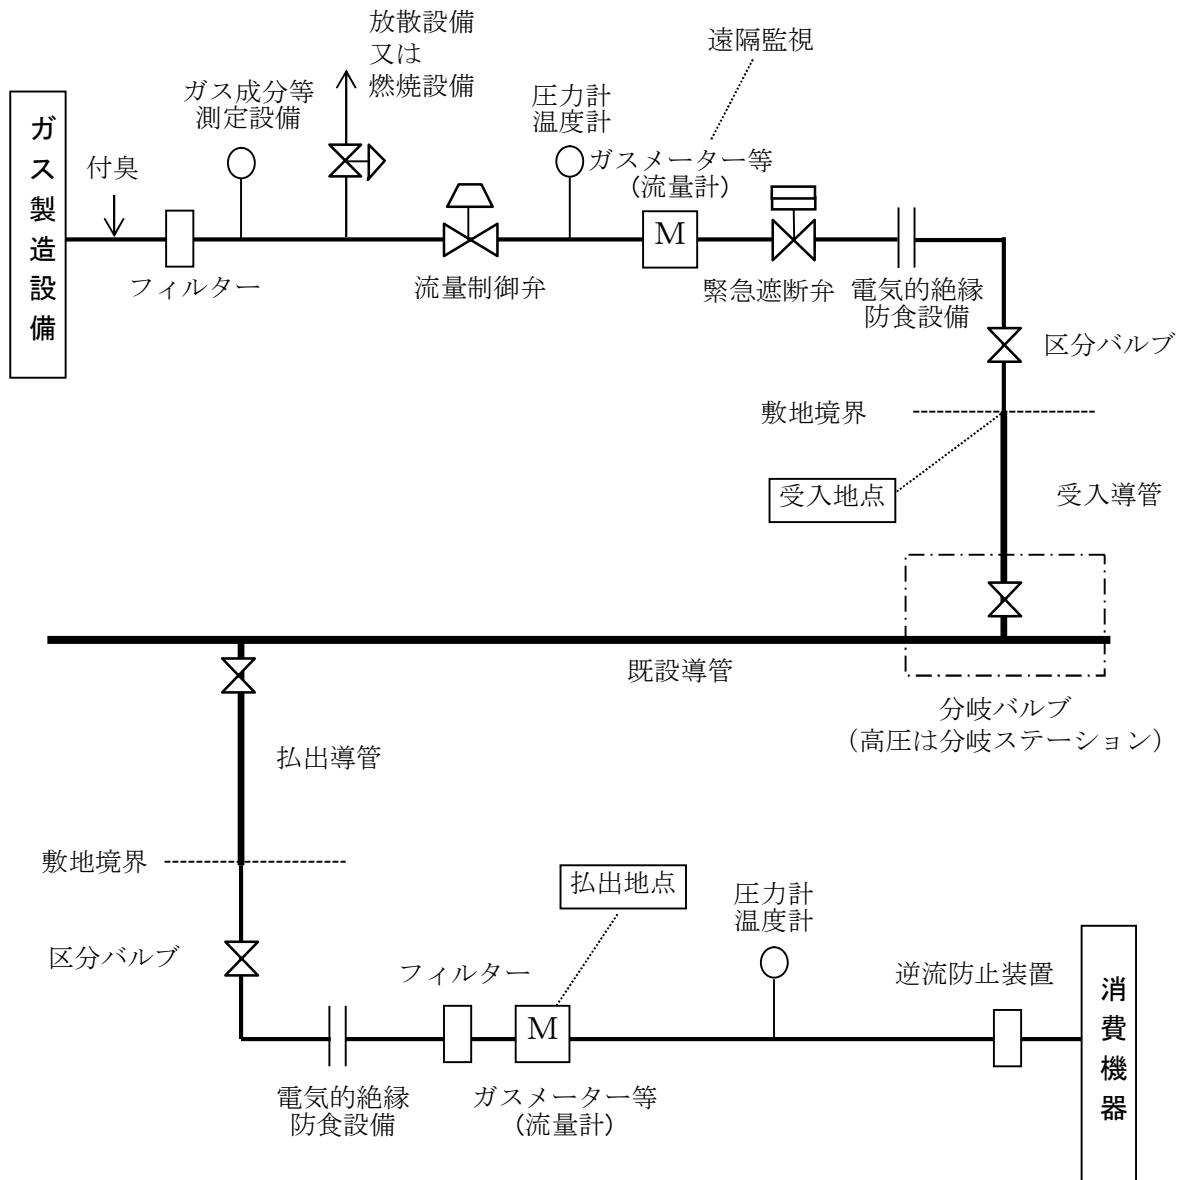 放散設備
又は
燃焼設備
遠隔監視
ガス成分等
測定設備
圧力計
温度計
ガス製造設備
付臭
ガスメーター等
（流量計）
M
フィルター
流量制御弁
緊急遮断弁
電気的絶縁
防食設備
区分バルブ
敷地境界
受入地点
受入導管
既設導管
分岐バルブ
（高圧は分岐ステーション）
払出導管
敷地境界
払出地点
圧力計
温度計
区分バルブ
フィルター
逆流防止装置
消費機器
M
電気的絶縁
防食設備
ガスメーター等
（流量計）